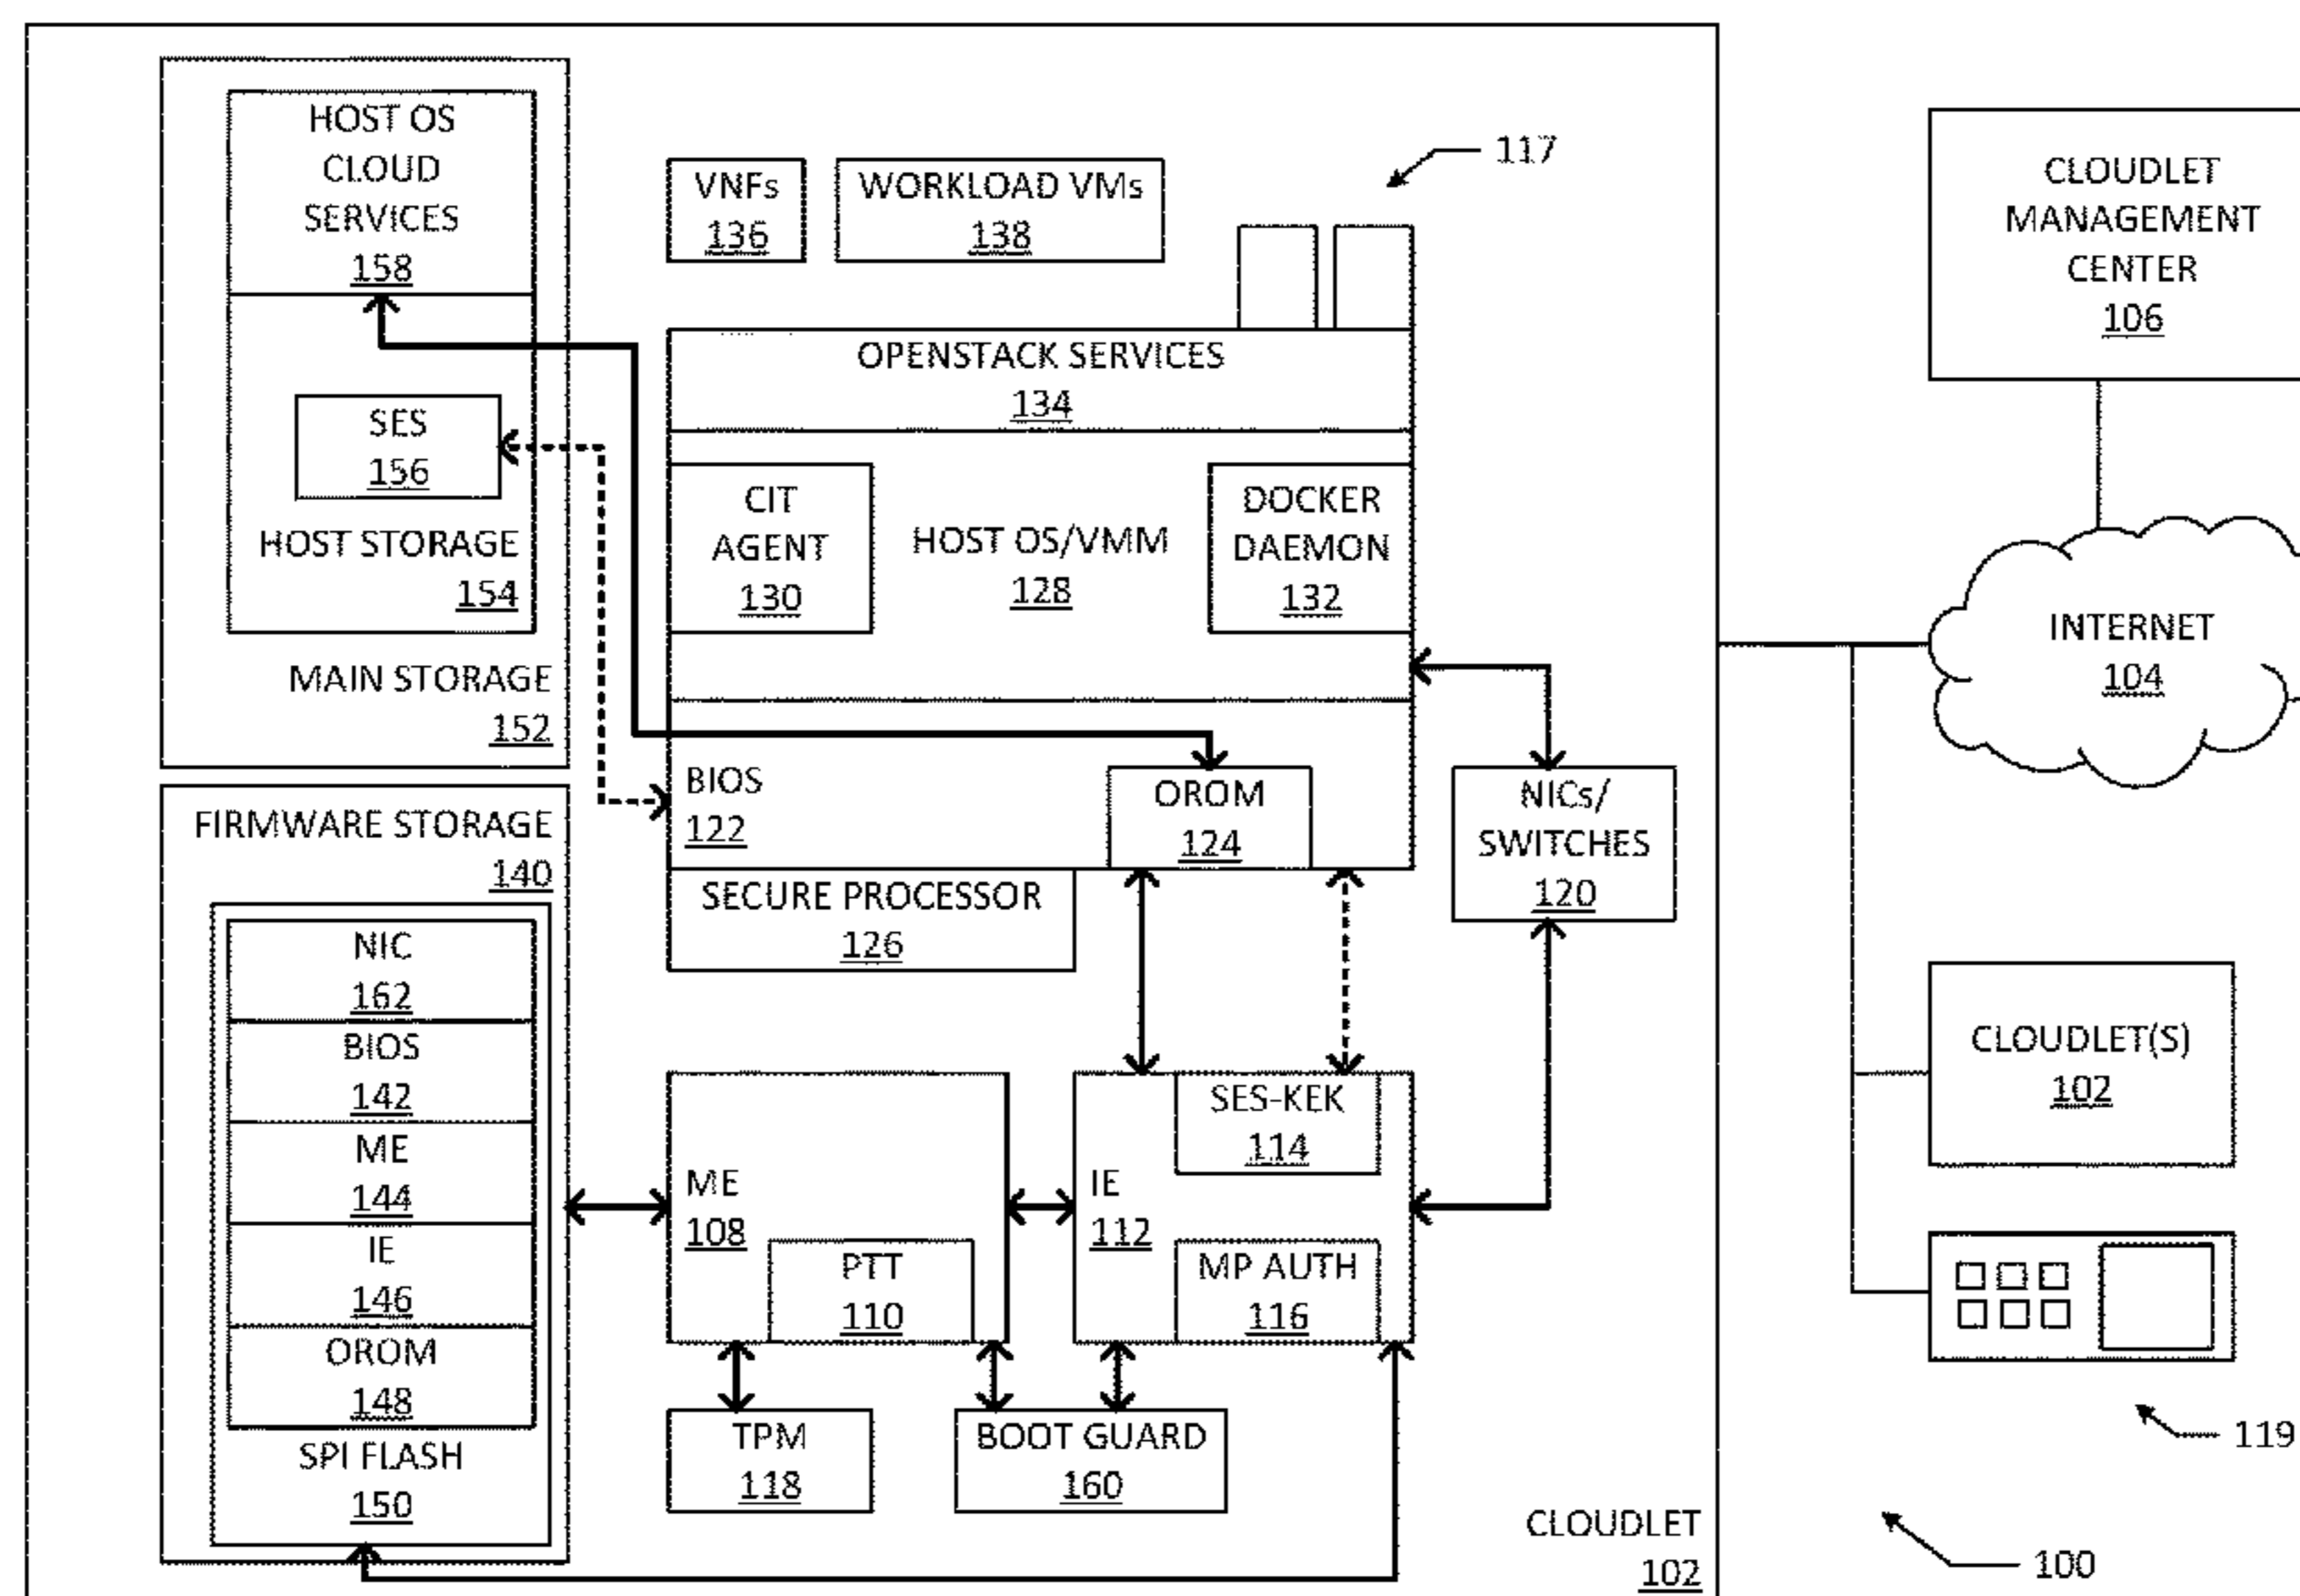 HOST OS
CLOUD
SERVICES
158
SES
156
HOST STORAGE
154
MAIN STORAGE
152
FIRMWARE STORAGE
140
NIC
162
BIOS
142
ME
144
IE
146
OROM
148
SPI FLASH
150
VNFs
136
WORKLOAD VMs
138
117
OPENSTACK SERVICES
134
CIT
AGENT
130
HOST OS/VMM
128
DOCKER
DAEMON
132
BIOS
122
OROM
124
SECURE PROCESSOR
126
NICs/
SWITCHES
120
ME
108
PTT
110
IE
112
SES-KEK
114
MP AUTH
116
TPM
118
BOOT GUARD
160
CLOUDLET
102
CLOUDLET
MANAGEMENT
CENTER
106
INTERNET
104
CLOUDLET(S)
102
119
100